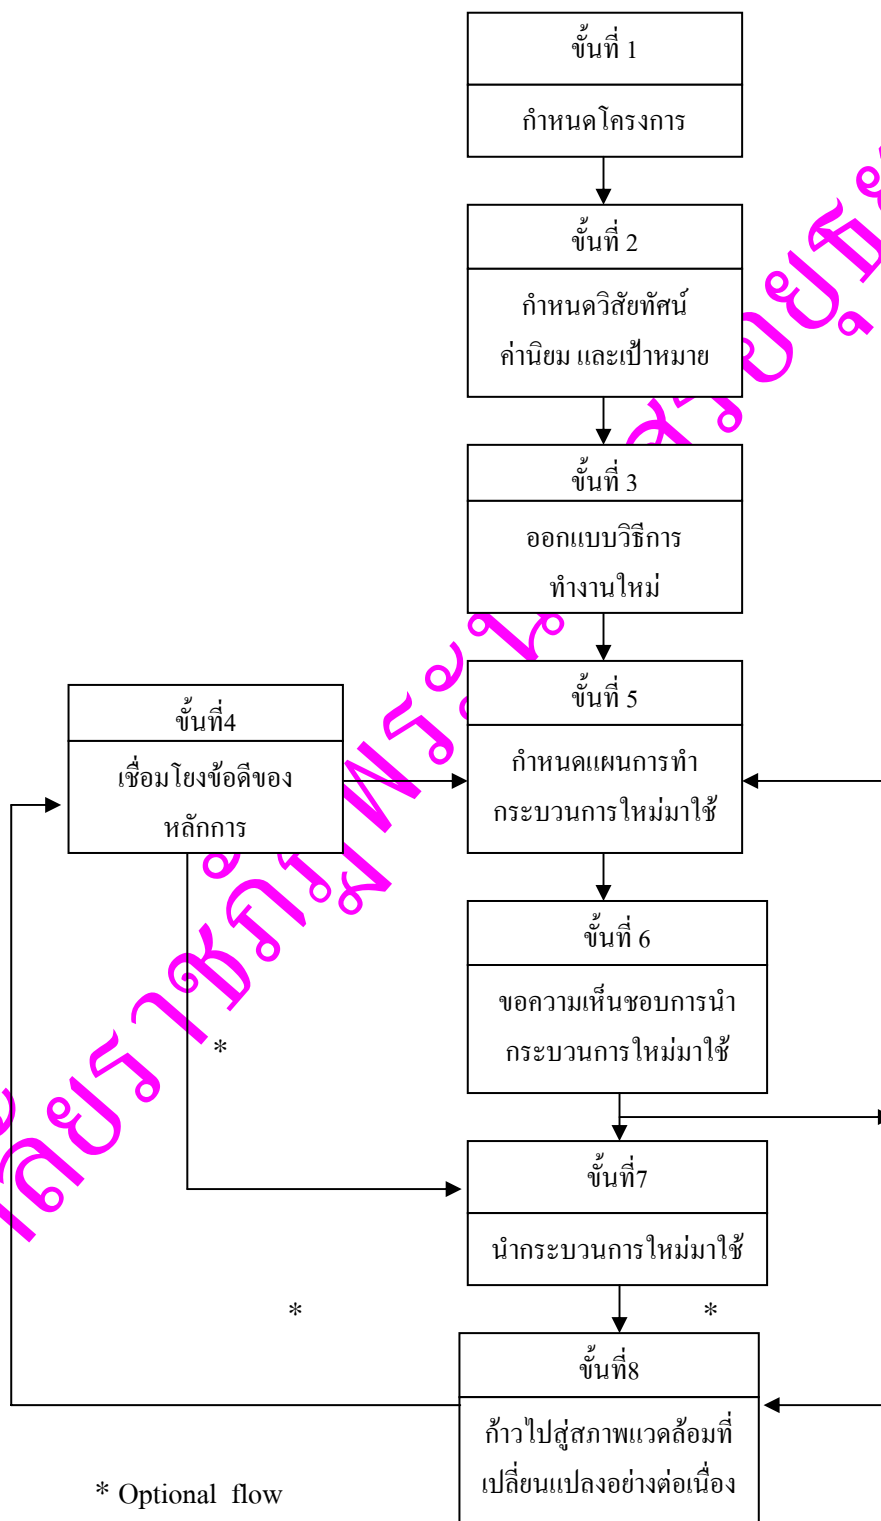 ขั้นที่ 1
กำหนดโครงการ
ขั้นที่ 2
กำหนดวิสัยทัศน์
ค่านิยม และเป้าหมาย
ขั้นที่ 3
ออกแบบวิธีการ
ทำงานใหม่
ขั้นที่4
เชื่อมโยงข้อดีของ
หลักการ
ขั้นที่ 5
กำหนดแผนการทำ
กระบวนการใหม่มาใช้
ขั้นที่ 6
ขอความเห็นชอบการนำ
กระบวนการใหม่มาใช้
*
ขั้นที่7
นำกระบวนการใหม่มาใช้
* *
ขั้นที่8
ก้าวไปสู่สภาพแวดล้อมที่
เปลี่ยนแปลงอย่างต่อเนื่อง
* Optional flow